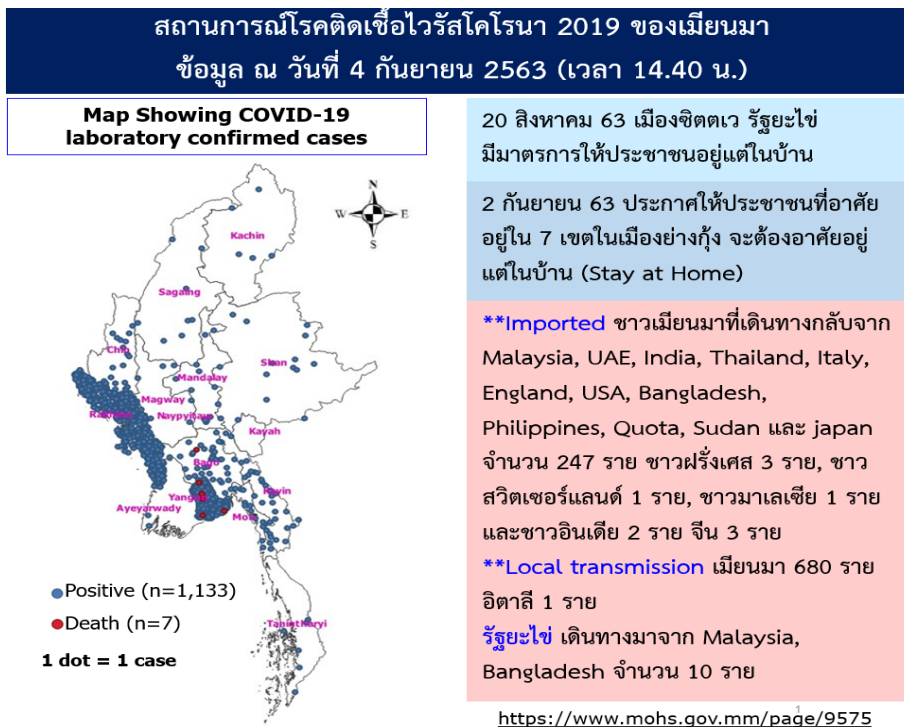 สถานการณ์โรคติดเชื้อไวรัสโคโรนา 2019 ของเมียนมา
ข้อมูล ณ วันที่ 4 กันยายน 2563 (เวลา 14.40 น.)
Map Showing COVID-19
laboratory confirmed cases
N
W
E
S
Kachin
Sagaing
Chin
Shan
Mandalay
Magway
Naypyitaw
Kayah
Bago
Yangon
Ayeyarwady
Tanintharyi
Positive (n=1,133)
Death (n=7)
1 dot = 1 case
20 สิงหาคม 63 เมืองซิตตเว รัฐยะไข่
มีมาตรการให้ประชาชนอยู่แต่ในบ้าน
2 กันยายน 63 ประกาศให้ประชาชนที่อาศัย
อยู่ใน 7 เขตในเมืองย่างกุ้ง จะต้องอาศัยอยู่
แต่ในบ้าน (Stay at Home)
**Imported ชาวเมียนมาที่เดินทางกลับจาก
Malaysia, UAE, India, Thailand, Italy,
England, USA, Bangladesh,
Philippines, Quota, Sudan และ japan
จำนวน 247 ราย ชาวฝรั่งเศส 3 ราย, ชาว
สวิตเซอร์แลนด์ 1 ราย, ชาวมาเลเซีย 1 ราย
และชาวอินเดีย 2 ราย จีน 3 ราย
**Local transmission เมียนมา 680 ราย
อิตาลี 1 ราย
รัฐยะไข่ เดินทางมาจาก Malaysia,
Bangladesh จำนวน 10 ราย
1
https://www.mohs.gov.mm/page/9575